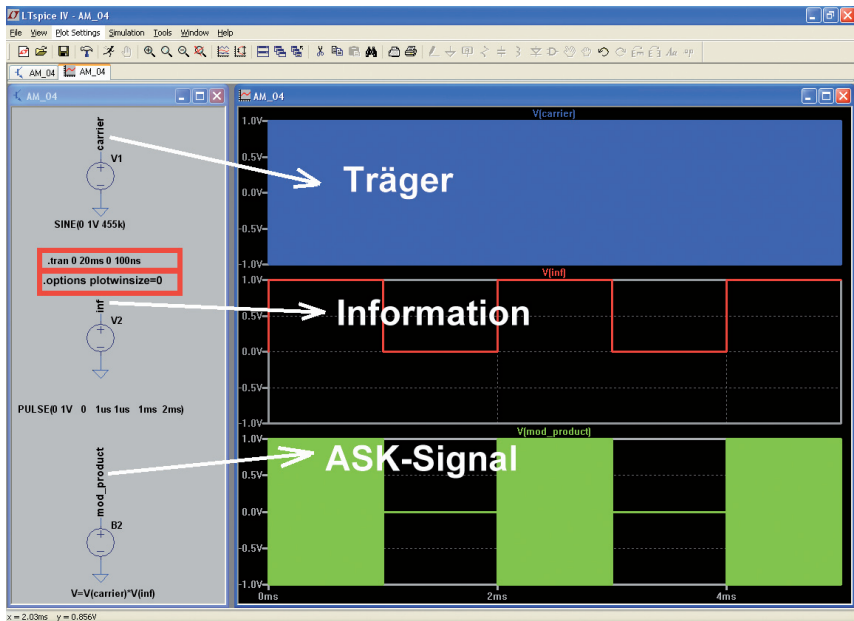 LTspice IV - AM_04
File View Plot Settings Simulation Tools Window Help
AM_04 AM_04
AM_04
carrier
V1
SINE(0 1V 455k)
.tran 0 20ms 0 100ns
.options plotwinsize=0
inf
V2
PULSE(0 1V 0 1us 1us 1ms 2ms)
mod_product
B2
V=V(carrier)*V(inf)
AM_04
V(carrier)
1.0V
0.5V
0.0V
-0.5V
-1.0V
Träger
V(inf)
1.0V
0.5V
0.0V
-0.5V
-1.0V
Information
V(mod_product)
1.0V
0.5V
0.0V
-0.5V
-1.0V
ASK-Signal
0ms 2ms 4ms
x = 2.03ms y = 0.856V